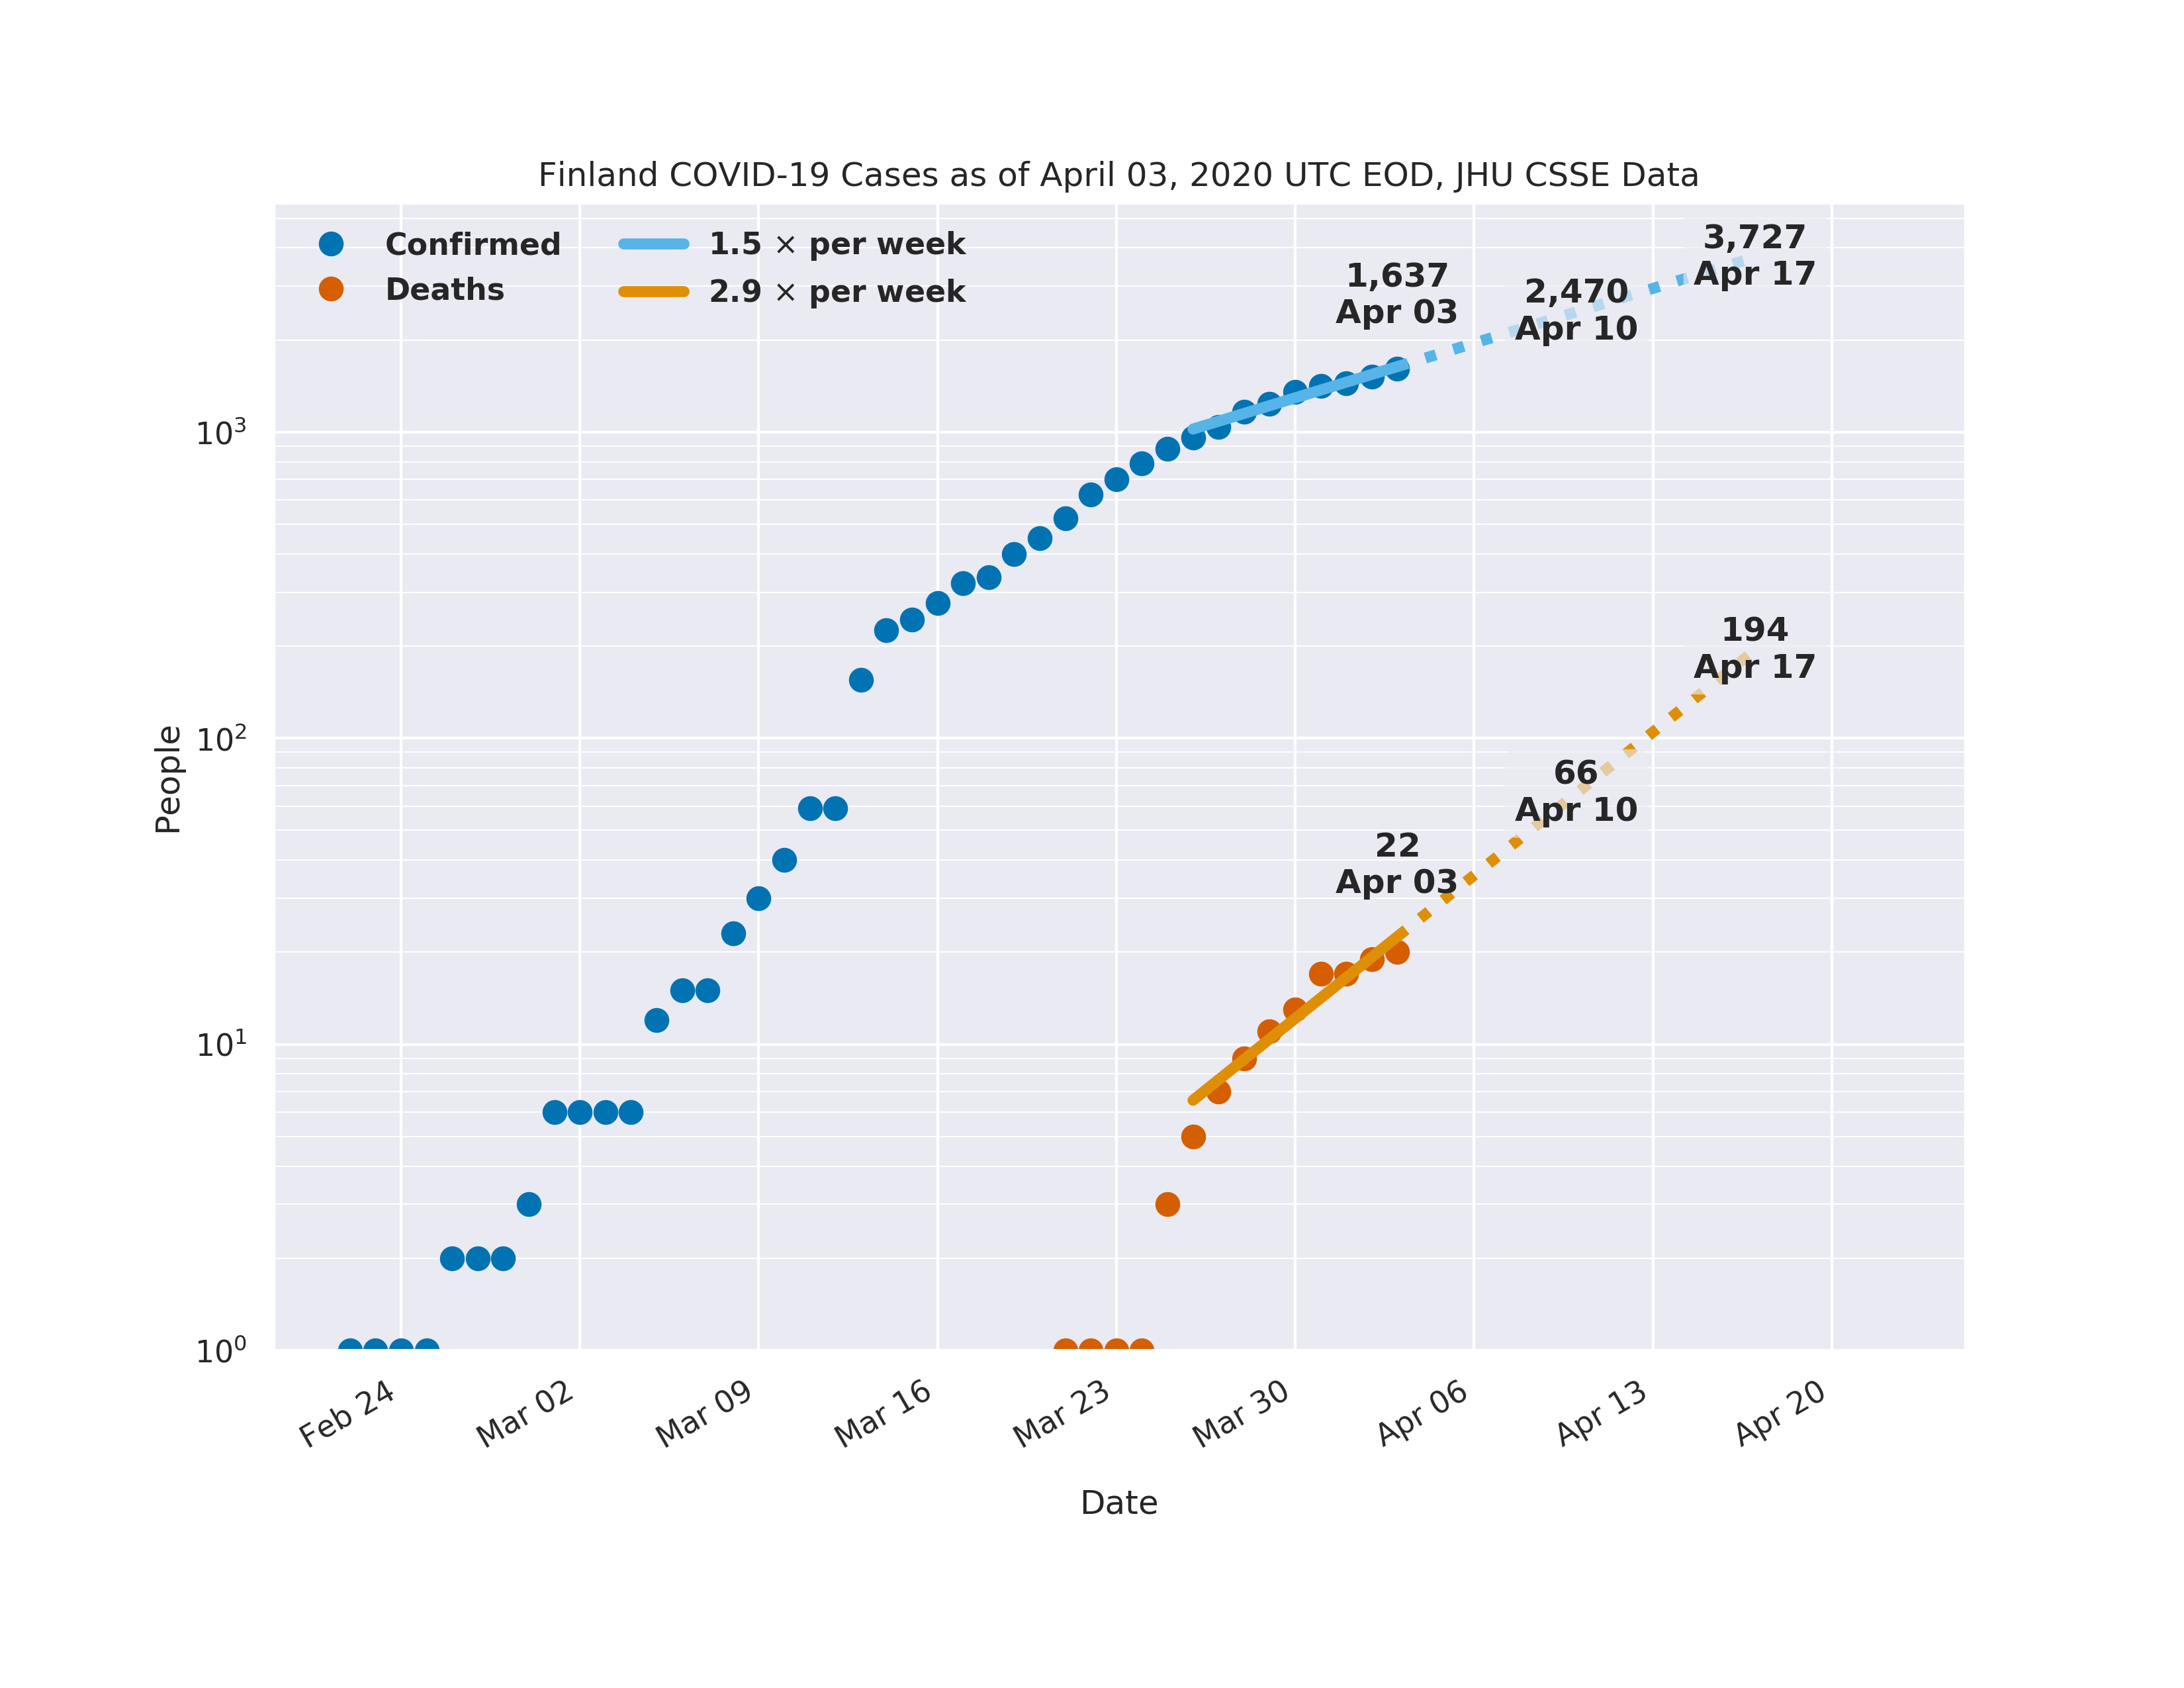 Finland COVID-19 Cases as of April 03, 2020 UTC EOD, JHU CSSE Data
Confirmed
Deaths
1.5 × per week
2.9 × per week
1,637
Apr 03
2,470
Apr 10
3,727
Apr 17
22
Apr 03
66
Apr 10
194
Apr 17
People
10³
10²
10¹
10⁰
Feb 24
Mar 02
Mar 09
Mar 16
Mar 23
Mar 30
Apr 06
Apr 13
Apr 20
Date